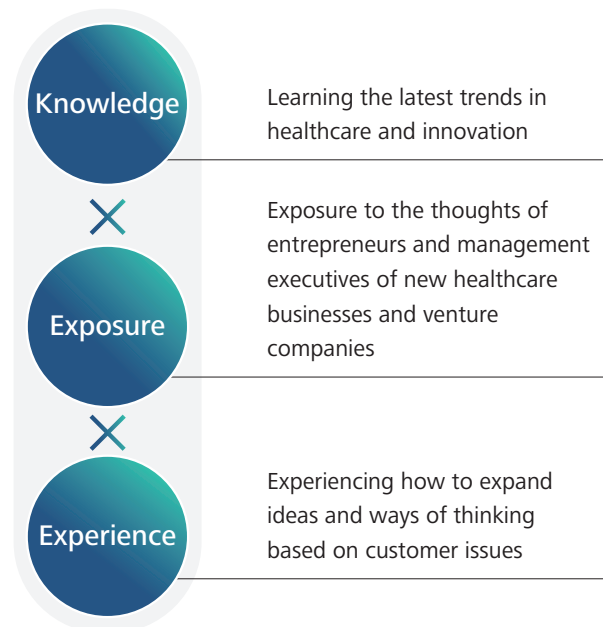 Knowledge
Learning the latest trends in
healthcare and innovation
×
Exposure
Exposure to the thoughts of
entrepreneurs and management
executives of new healthcare
businesses and venture
companies
×
Experience
Experiencing how to expand
ideas and ways of thinking
based on customer issues